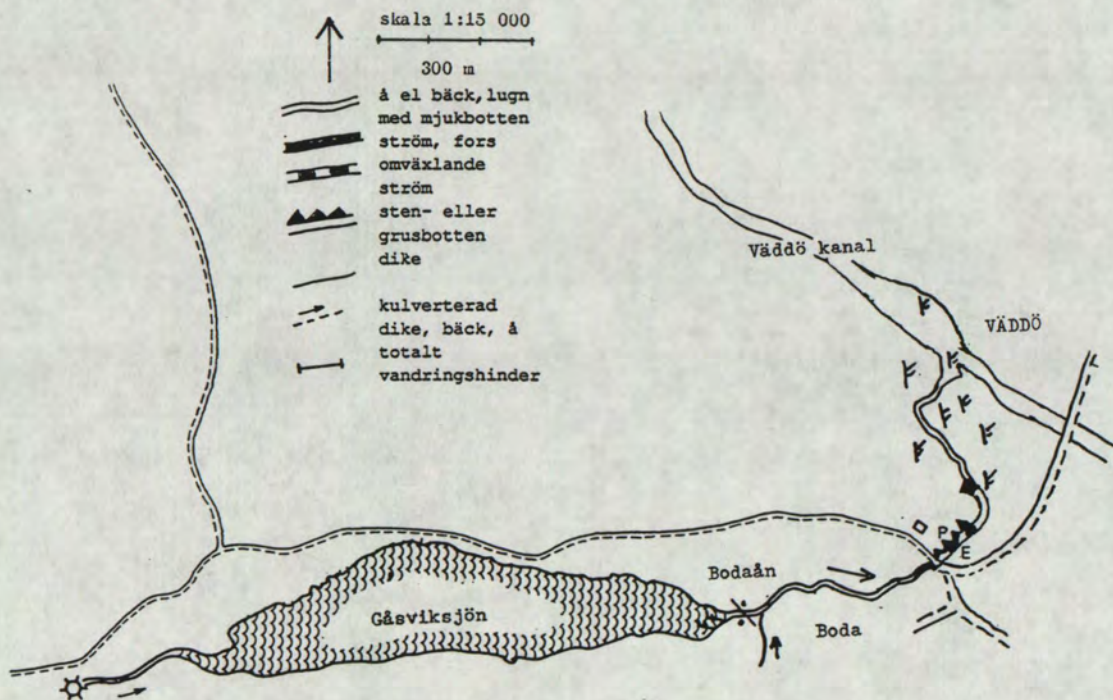 skala 1:15 000
300 m
å el bäck, lugn
med mjukbotten
ström, fors
omväxlande
ström
sten- eller
grusbotten
dike
kulverterad
dike, bäck, å
totalt
vandringshinder
Väddö kanal
VÄDDÖ
P
E
Bodaån
Gåsviksjön
Boda